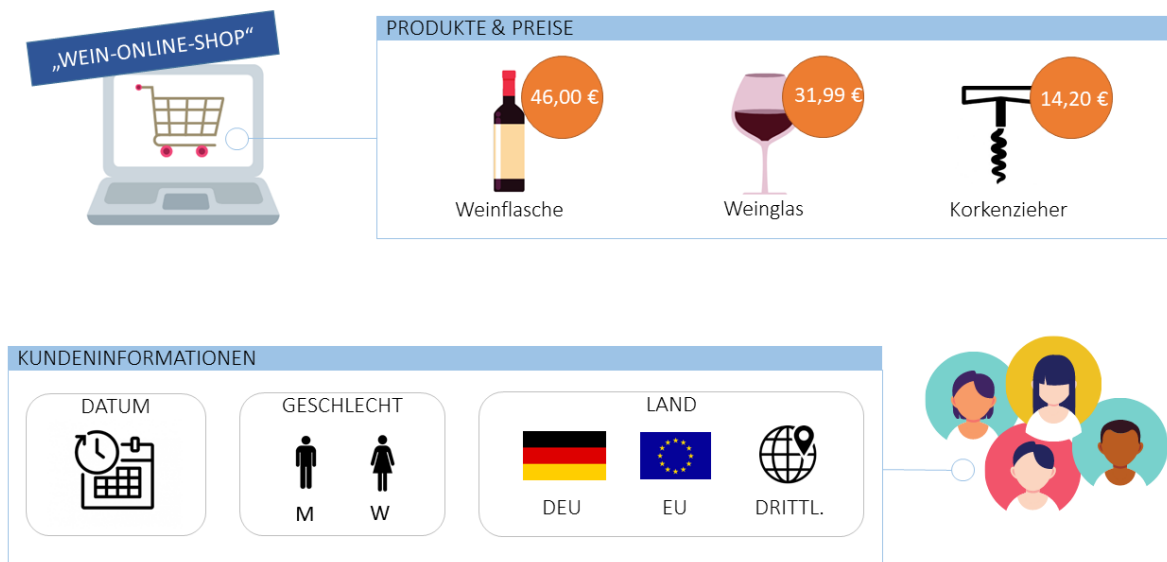 „WEIN-ONLINE-SHOP“
PRODUKTE & PREISE
46,00 €
31,99 €
14,20 €
Weinflasche
Weinglas
Korkenzieher
KUNDENINFORMATIONEN
DATUM
GESCHLECHT
LAND
M
W
DEU
EU
DRITTL.